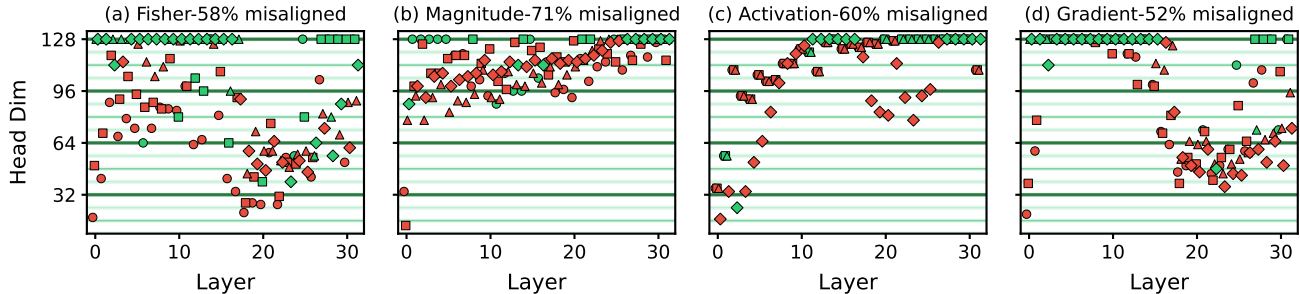 (a) Fisher-58% misaligned
(b) Magnitude-71% misaligned
(c) Activation-60% misaligned
(d) Gradient-52% misaligned
Head Dim
128
96
64
32
0 10 20 30
0 10 20 30
0 10 20 30
0 10 20 30
Layer
Layer
Layer
Layer